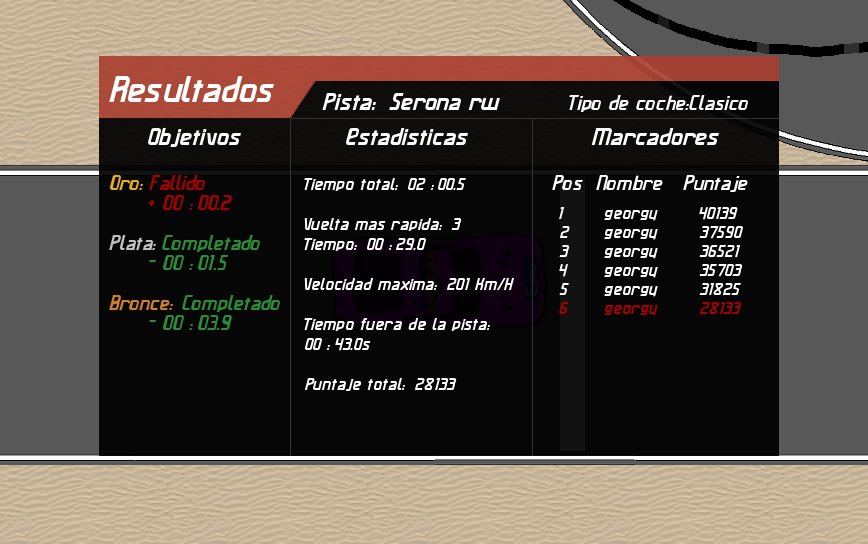 Resultados
Pista: Serona rw
Tipo de coche:Clasico
Objetivos
Oro: Fallido
+ 00 : 00.2
Plata: Completado
- 00 : 01.5
Bronce: Completado
- 00 : 03.9
Estadisticas
Tiempo total: 02 : 00.5
Vuelta mas rapida: 3
Tiempo: 00 : 29.0
Velocidad maxima: 201 Km/H
Tiempo fuera de la pista:
00 : 43.0s
Puntaje total: 28133
Marcadores
Pos Nombre Puntaje
1 georgy 40139
2 georgy 37590
3 georgy 36521
4 georgy 35703
5 georgy 31825
6 georgy 28133